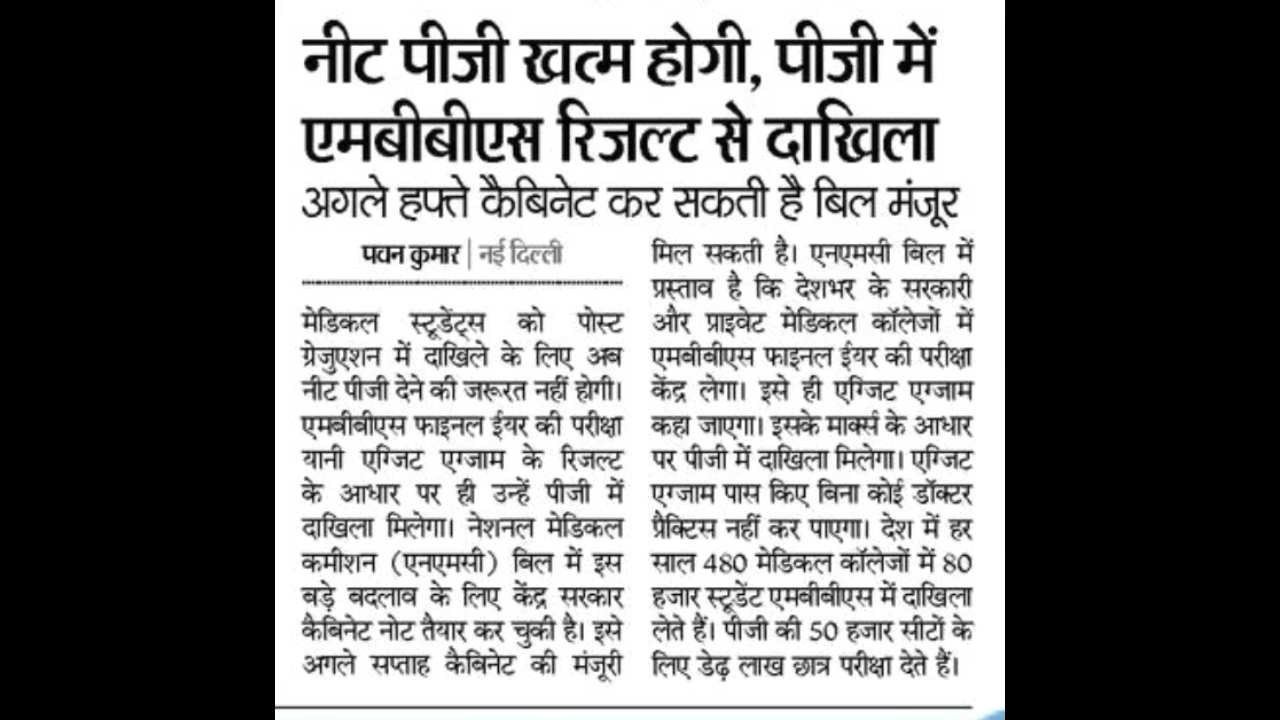 नीट पीजी खत्म होगी, पीजी में
एमबीबीएस रिजल्ट से दाखिला
अगले हफ्ते कैबिनेट कर सकती है बिल मंजूर
पवन कुमार | नई दिल्ली
मेडिकल स्टूडेंट्स को पोस्ट
ग्रेजुएशन में दाखिले के लिए अब
नीट पीजी देने की जरूरत नहीं होगी।
एमबीबीएस फाइनल ईयर की परीक्षा
यानी एग्जिट एग्जाम के रिजल्ट
के आधार पर ही उन्हें पीजी में
दाखिला मिलेगा। नेशनल मेडिकल
कमीशन (एनएमसी) बिल में इस
बड़े बदलाव के लिए केंद्र सरकार
कैबिनेट नोट तैयार कर चुकी है। इसे
अगले सप्ताह कैबिनेट की मंजूरी
मिल सकती है। एनएमसी बिल में
प्रस्ताव है कि देशभर के सरकारी
और प्राइवेट मेडिकल कॉलेजों में
एमबीबीएस फाइनल ईयर की परीक्षा
केंद्र लेगा। इसे ही एग्जिट एग्जाम
कहा जाएगा। इसके मार्क्स के आधार
पर पीजी में दाखिला मिलेगा। एग्जिट
एग्जाम पास किए बिना कोई डॉक्टर
प्रैक्टिस नहीं कर पाएगा। देश में हर
साल 480 मेडिकल कॉलेजों में 80
हजार स्टूडेंट एमबीबीएस में दाखिला
लेते हैं। पीजी की 50 हजार सीटों के
लिए डेढ़ लाख छात्र परीक्षा देते हैं।